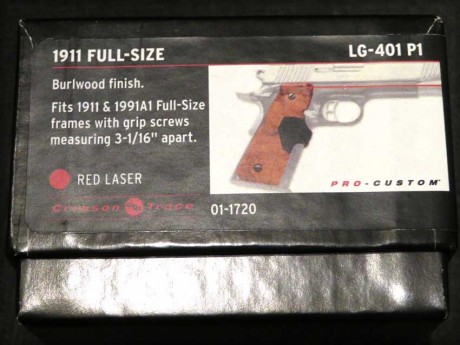 1911 FULL-SIZE
LG-401 P1
Burlwood finish.
Fits 1911 & 1991A1 Full-Size
frames with grip screws
measuring 3-1/16" apart.
RED LASER
PRO-CUSTOM™
Crimson Trace
01-1720